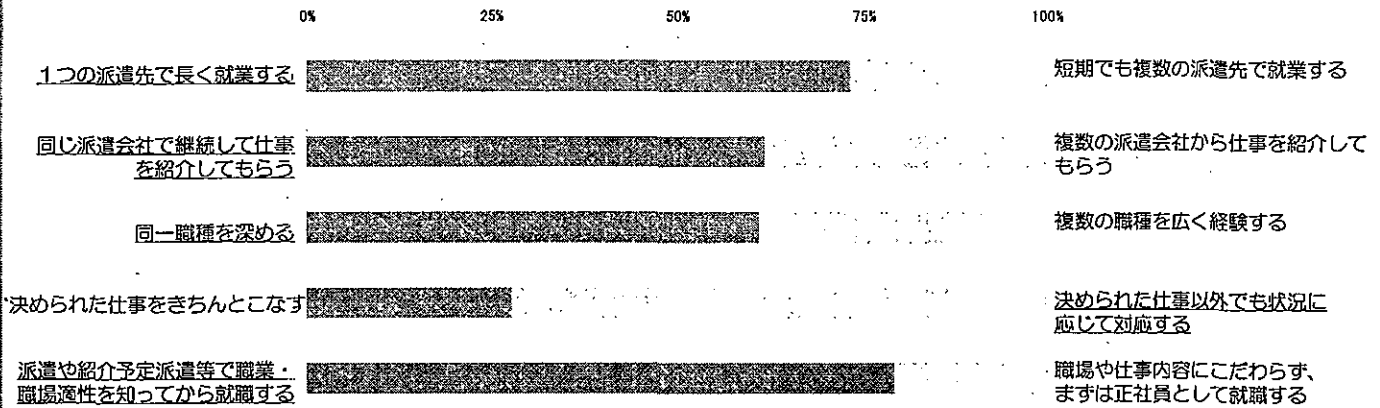 0% 25% 50% 75% 100%
1つの派遣先で長く就業する
短期でも複数の派遣先で就業する
同じ派遣会社で継続して仕事
を紹介してもらう
複数の派遣会社から仕事を紹介して
もらう
同一職種を深める
複数の職種を広く経験する
決められた仕事をきちんとこなす
決められた仕事以外でも状況に
応じて対応する
派遣や紹介予定派遣等で職業・
職場適性を知ってから就職する
職場や仕事内容にこだわらず、
まずは正社員として就職する